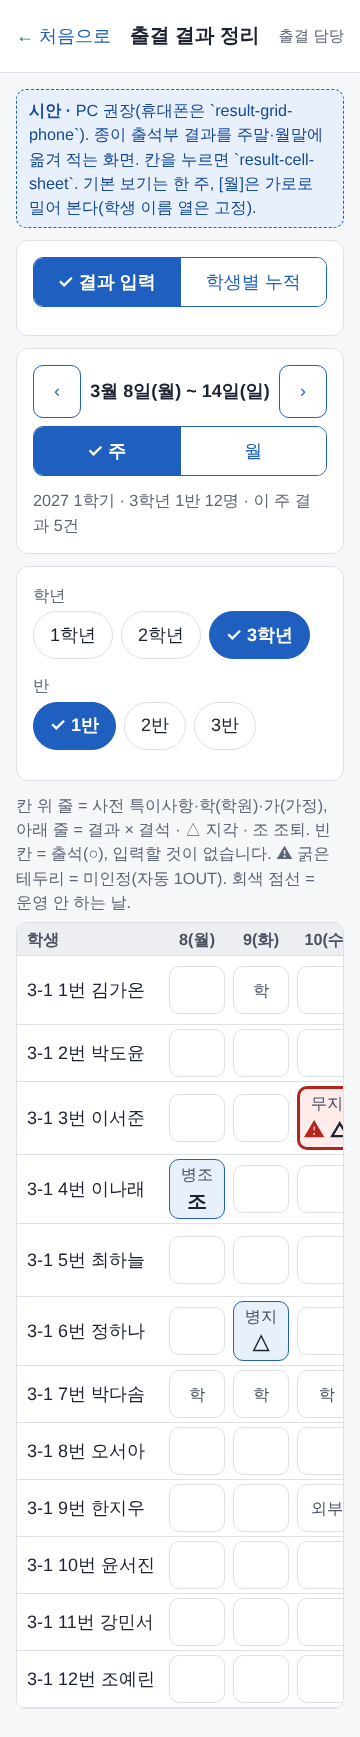 ← 처음으로 출결 결과 정리 출결 담당
시안 · PC 권장(휴대폰은 `result-grid-
phone`). 종이 출석부 결과를 주말·월말에
옮겨 적는 화면. 칸을 누르면 `result-cell-
sheet`. 기본 보기는 한 주, [월]은 가로로
밀어 본다(학생 이름 열은 고정).
✓ 결과 입력 학생별 누적
‹ 3월 8일(월) ~ 14일(일) ›
✓ 주 월
2027 1학기 · 3학년 1반 12명 · 이 주 결
과 5건
학년
1학년 2학년 ✓ 3학년
반
✓ 1반 2반 3반
칸 위 줄 = 사전 특이사항·학(학원)·가(가정),
아래 줄 = 결과 × 결석 · △ 지각 · 조 조퇴. 빈
칸 = 출석(○), 입력할 것이 없습니다. ⚠ 굵은
테두리 = 미인정(자동 1OUT). 회색 점선 =
운영 안 하는 날.
학생 8(월) 9(화) 10(수
3-1 1번 김가온 학
3-1 2번 박도윤
3-1 3번 이서준 무지 ⚠ △
3-1 4번 이나래 병조 조
3-1 5번 최하늘
3-1 6번 정하나 병지 △
3-1 7번 박다솜 학 학 학
3-1 8번 오서아
3-1 9번 한지우 외부
3-1 10번 윤서진
3-1 11번 강민서
3-1 12번 조예린